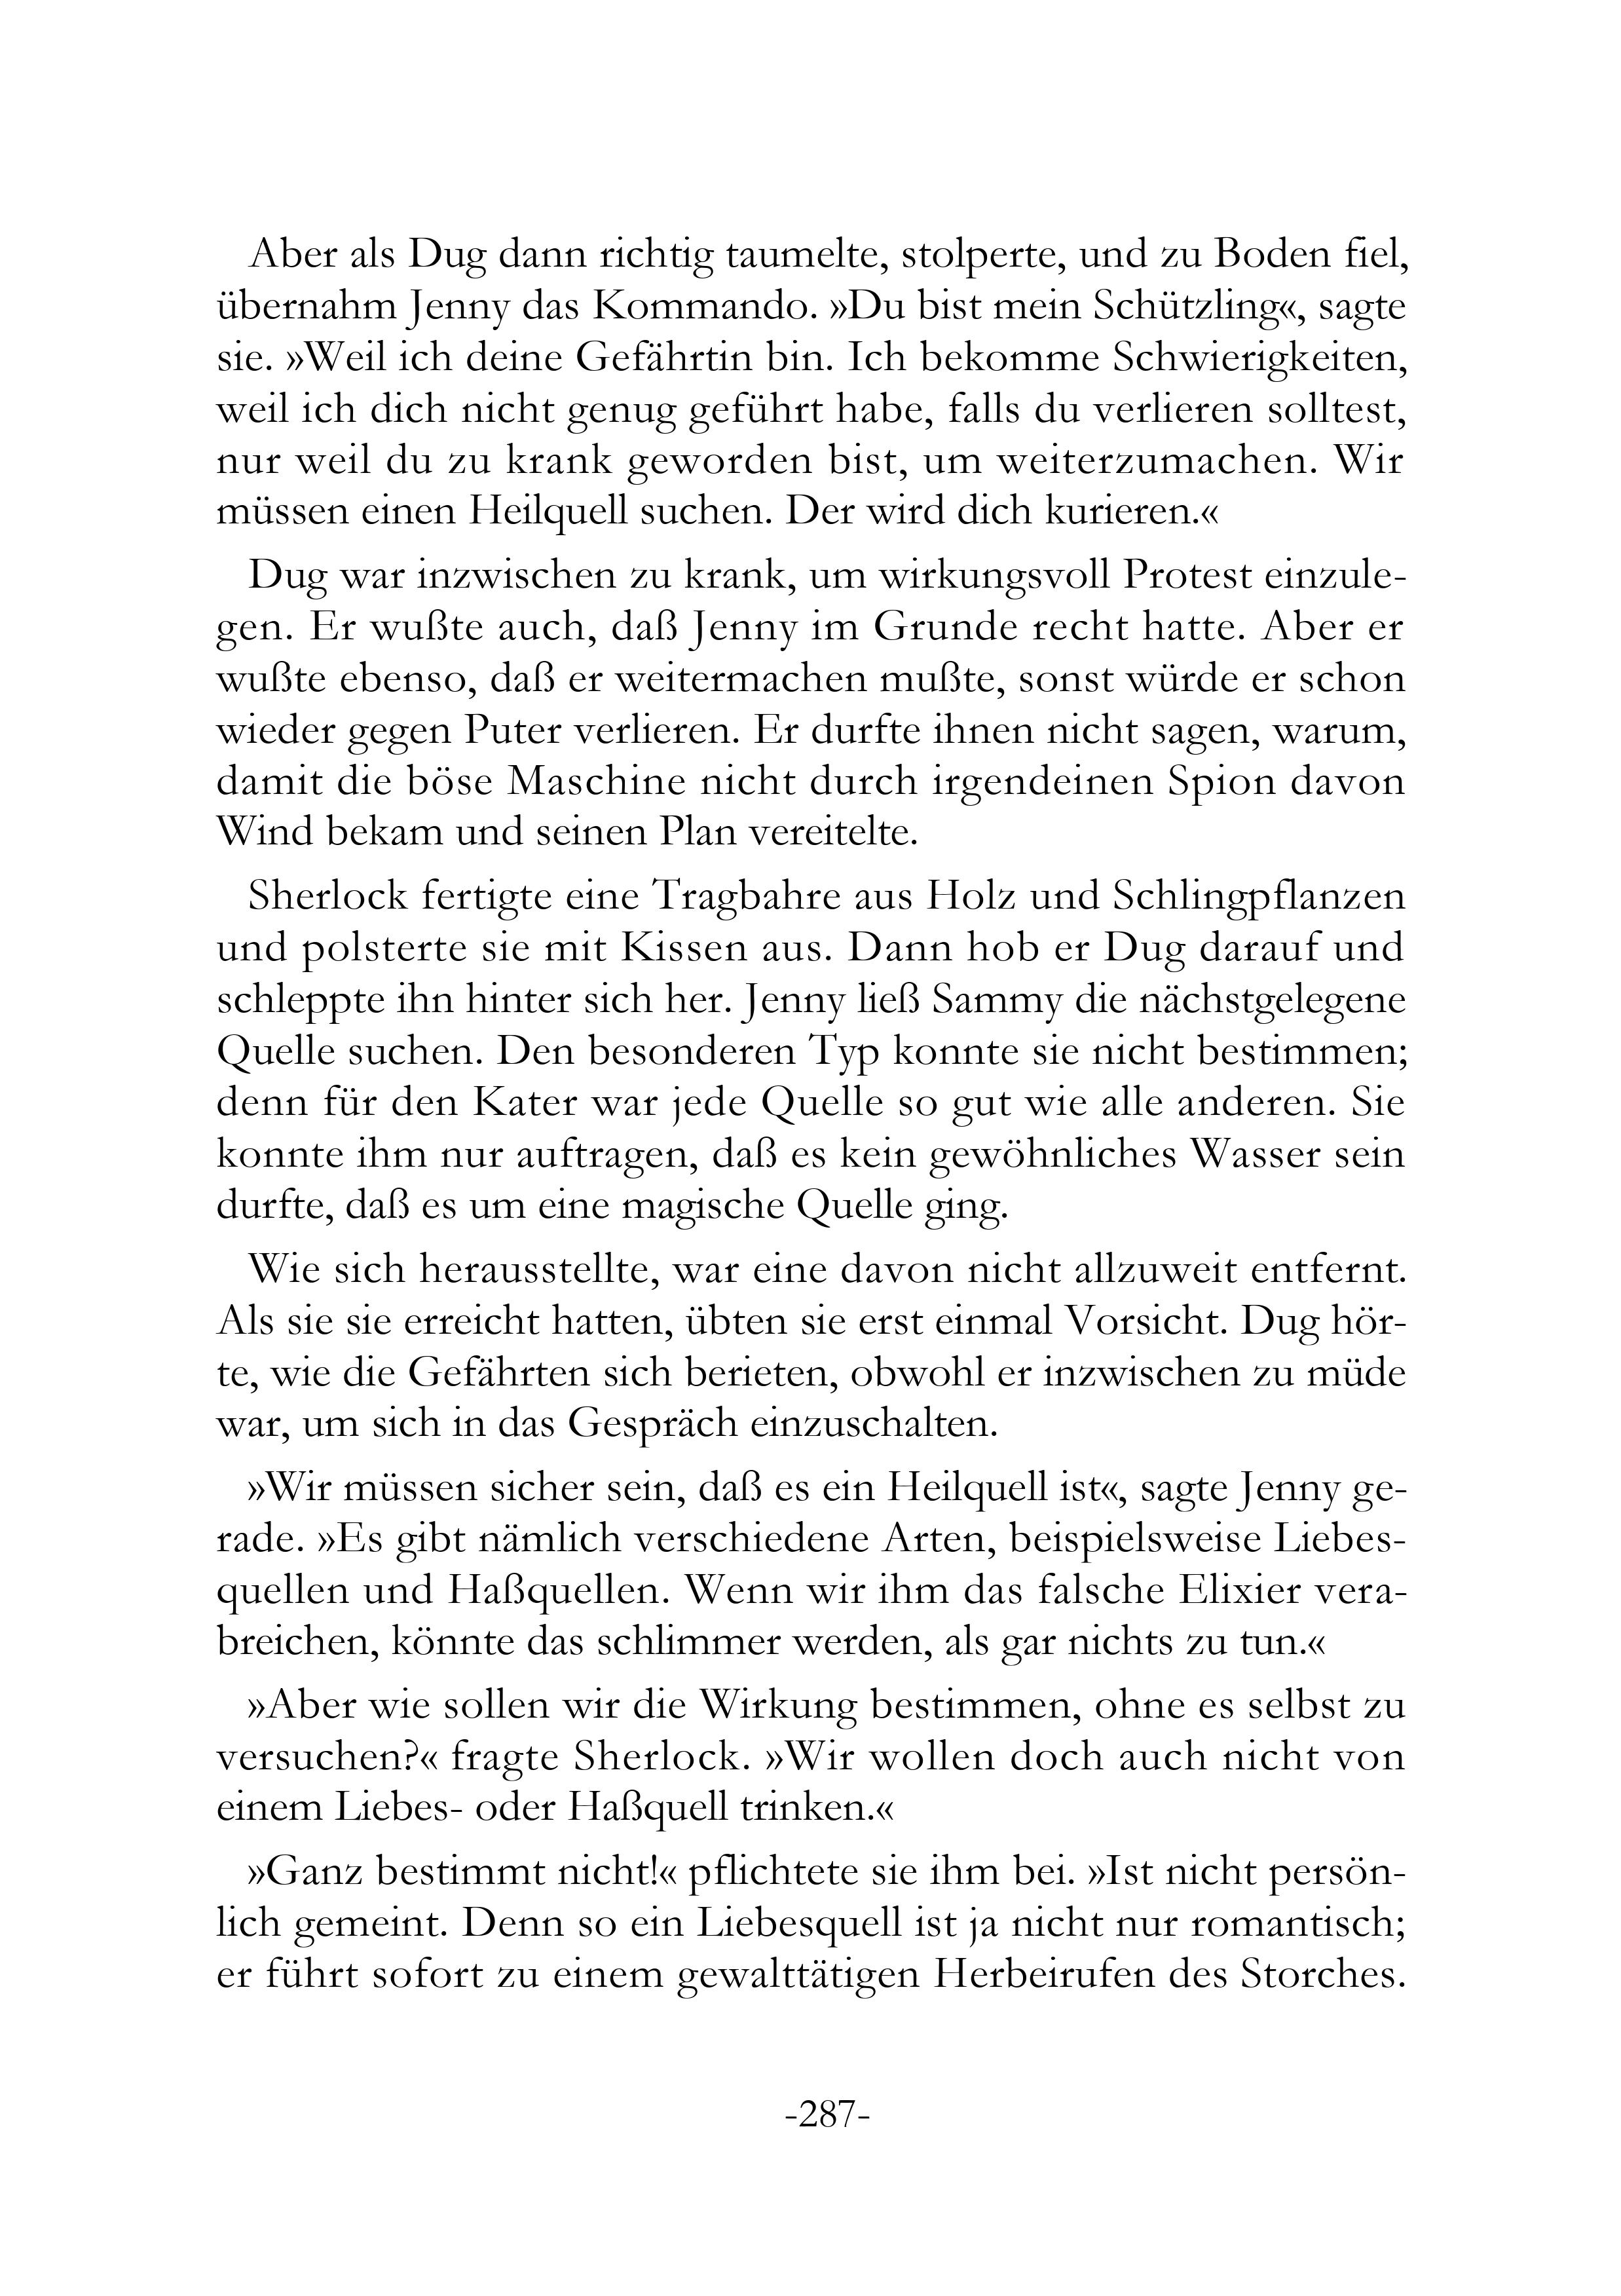 Aber als Dug dann richtig taumelte, stolperte, und zu Boden fiel,
übernahm Jenny das Kommando. »Du bist mein Schützling«, sagte
sie. »Weil ich deine Gefährtin bin. Ich bekomme Schwierigkeiten,
weil ich dich nicht genug geführt habe, falls du verlieren solltest,
nur weil du zu krank geworden bist, um weiterzumachen. Wir
müssen einen Heilquell suchen. Der wird dich kurieren.«
Dug war inzwischen zu krank, um wirkungsvoll Protest einzule-
gen. Er wußte auch, daß Jenny im Grunde recht hatte. Aber er
wußte ebenso, daß er weitermachen mußte, sonst würde er schon
wieder gegen Puter verlieren. Er durfte ihnen nicht sagen, warum,
damit die böse Maschine nicht durch irgendeinen Spion davon
Wind bekam und seinen Plan vereitelte.
Sherlock fertigte eine Tragbahre aus Holz und Schlingpflanzen
und polsterte sie mit Kissen aus. Dann hob er Dug darauf und
schleppte ihn hinter sich her. Jenny ließ Sammy die nächstgelegene
Quelle suchen. Den besonderen Typ konnte sie nicht bestimmen;
denn für den Kater war jede Quelle so gut wie alle anderen. Sie
konnte ihm nur auftragen, daß es kein gewöhnliches Wasser sein
durfte, daß es um eine magische Quelle ging.
Wie sich herausstellte, war eine davon nicht allzuweit entfernt.
Als sie sie erreicht hatten, übten sie erst einmal Vorsicht. Dug hör-
te, wie die Gefährten sich berieten, obwohl er inzwischen zu müde
war, um sich in das Gespräch einzuschalten.
»Wir müssen sicher sein, daß es ein Heilquell ist«, sagte Jenny ge-
rade. »Es gibt nämlich verschiedene Arten, beispielsweise Liebes-
quellen und Haßquellen. Wenn wir ihm das falsche Elixier vera-
breichen, könnte das schlimmer werden, als gar nichts zu tun.«
»Aber wie sollen wir die Wirkung bestimmen, ohne es selbst zu
versuchen?« fragte Sherlock. »Wir wollen doch auch nicht von
einem Liebes- oder Haßquell trinken.«
»Ganz bestimmt nicht!« pflichtete sie ihm bei. »Ist nicht persön-
lich gemeint. Denn so ein Liebesquell ist ja nicht nur romantisch;
er führt sofort zu einem gewalttätigen Herbeirufen des Storches.
-287-